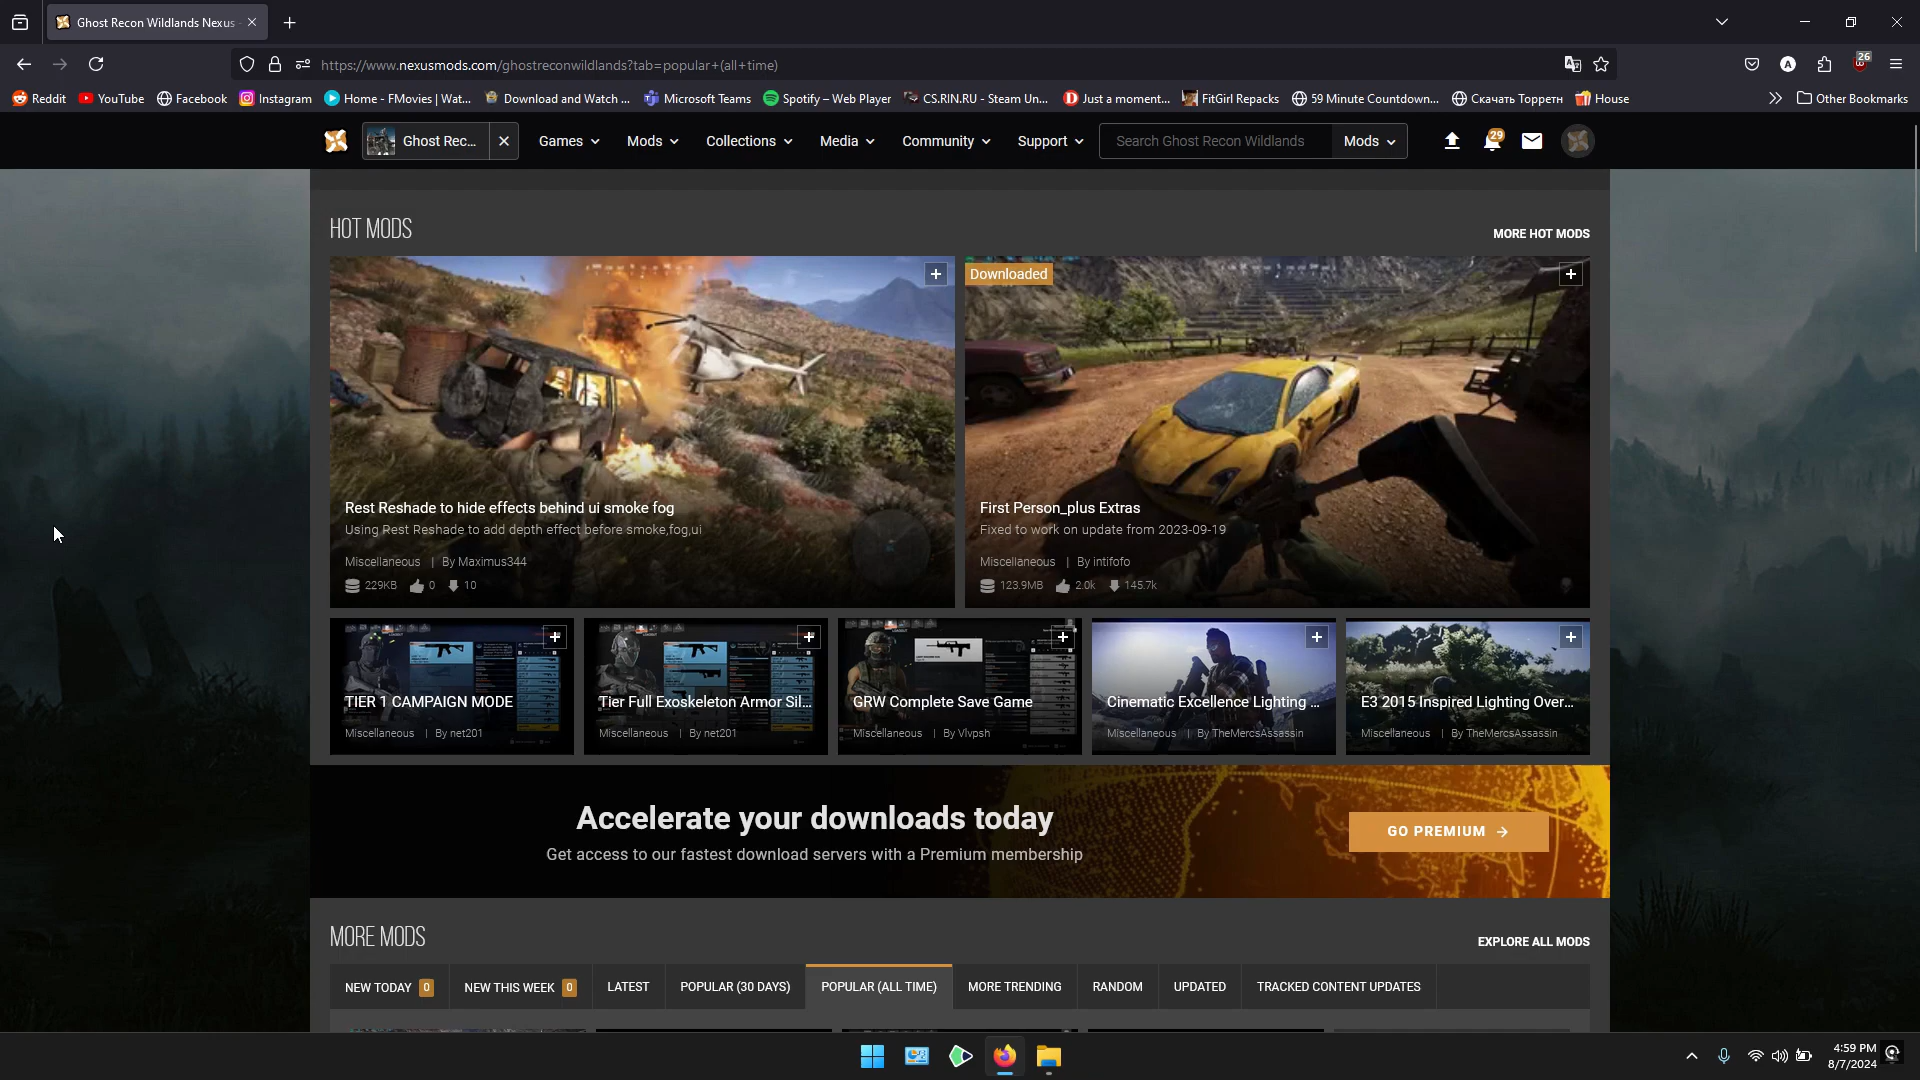 Ghost Recon Wildlands Nexus
https://www.nexusmods.com/ghostreconwildlands?tab=popular+(all+time)
26
Reddit YouTube Facebook Instagram Home - FMovies | Wat... Download and Watch ... Microsoft Teams Spotify – Web Player CS.RIN.RU - Steam Un... Just a moment... FitGirl Repacks 59 Minute Countdown... Скачать Торрент House Other Bookmarks
Ghost Rec... Games Mods Collections Media Community Support Search Ghost Recon Wildlands Mods 29
HOT MODS
MORE HOT MODS
Downloaded
Rest Reshade to hide effects behind ui smoke fog
Using Rest Reshade to add depth effect before smoke,fog,ui
Miscellaneous | By Maximus344
229KB 0 10
First Person_plus Extras
Fixed to work on update from 2023-09-19
Miscellaneous | By intifofo
123.9MB 2.0k 145.7k
TIER 1 CAMPAIGN MODE
Miscellaneous | By net201
Tier Full Exoskeleton Armor Sil...
Miscellaneous | By net201
GRW Complete Save Game
Miscellaneous | By Vlvpsh
Cinematic Excellence Lighting ...
Miscellaneous | By TheMercsAssassin
E3 2015 Inspired Lighting Over...
Miscellaneous | By TheMercsAssassin
Accelerate your downloads today
Get access to our fastest download servers with a Premium membership
GO PREMIUM
MORE MODS
EXPLORE ALL MODS
NEW TODAY 0 NEW THIS WEEK 0 LATEST POPULAR (30 DAYS) POPULAR (ALL TIME) MORE TRENDING RANDOM UPDATED TRACKED CONTENT UPDATES
4:59 PM
8/7/2024